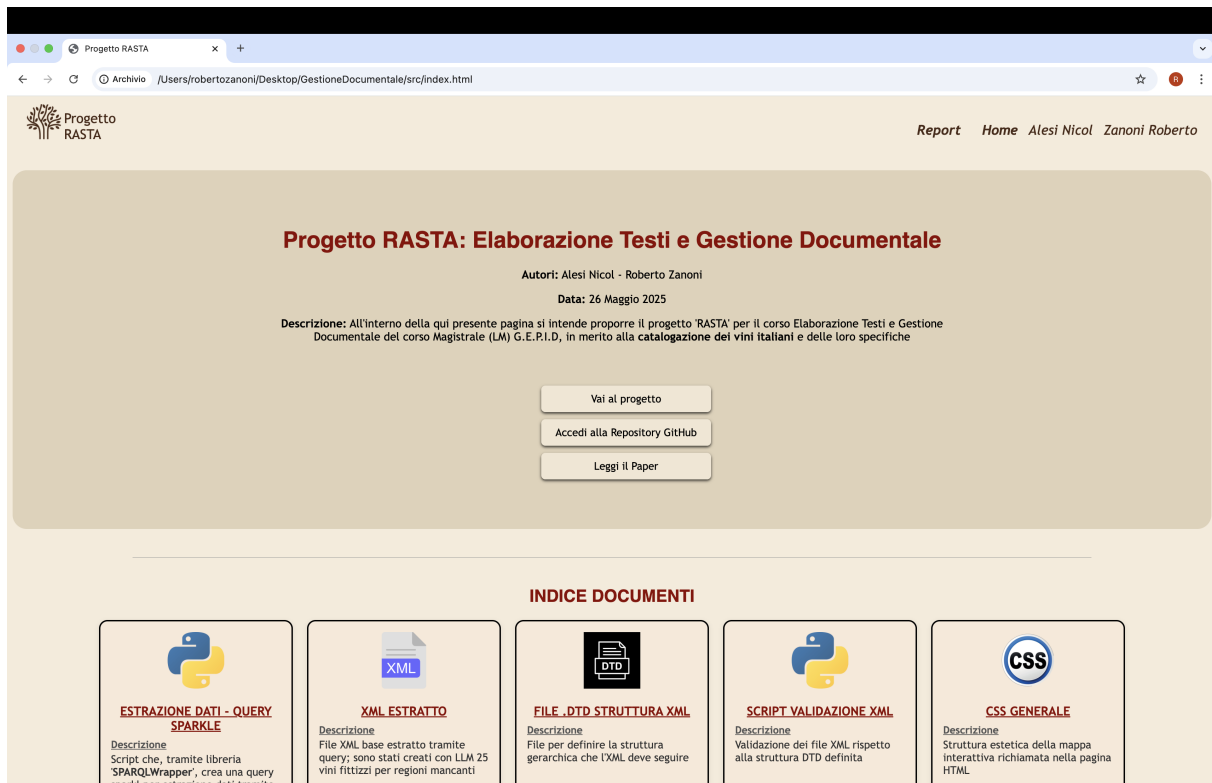 Progetto RASTA
Archivio /Users/robertozanoni/Desktop/GestioneDocumentale/src/index.html
R
Progetto
RASTA
Report Home Alesi Nicol Zanoni Roberto
Progetto RASTA: Elaborazione Testi e Gestione Documentale
Autori: Alesi Nicol - Roberto Zanoni
Data: 26 Maggio 2025
Descrizione: All'interno della qui presente pagina si intende proporre il progetto 'RASTA' per il corso Elaborazione Testi e Gestione
Documentale del corso Magistrale (LM) G.E.P.I.D, in merito alla catalogazione dei vini italiani e delle loro specifiche
Vai al progetto
Accedi alla Repository GitHub
Leggi il Paper
INDICE DOCUMENTI
ESTRAZIONE DATI - QUERY
SPARKLE
Descrizione
Script che, tramite libreria
'SPARQLWrapper', crea una query
XML
XML ESTRATTO
Descrizione
File XML base estratto tramite
query; sono stati creati con LLM 25
vini fittizzi per regioni mancanti
DTD
FILE .DTD STRUTTURA XML
Descrizione
File per definire la struttura
gerarchica che l'XML deve seguire
SCRIPT VALIDAZIONE XML
Descrizione
Validazione dei file XML rispetto
alla struttura DTD definita
CSS
CSS GENERALE
Descrizione
Struttura estetica della mappa
interattiva richiamata nella pagina
HTML